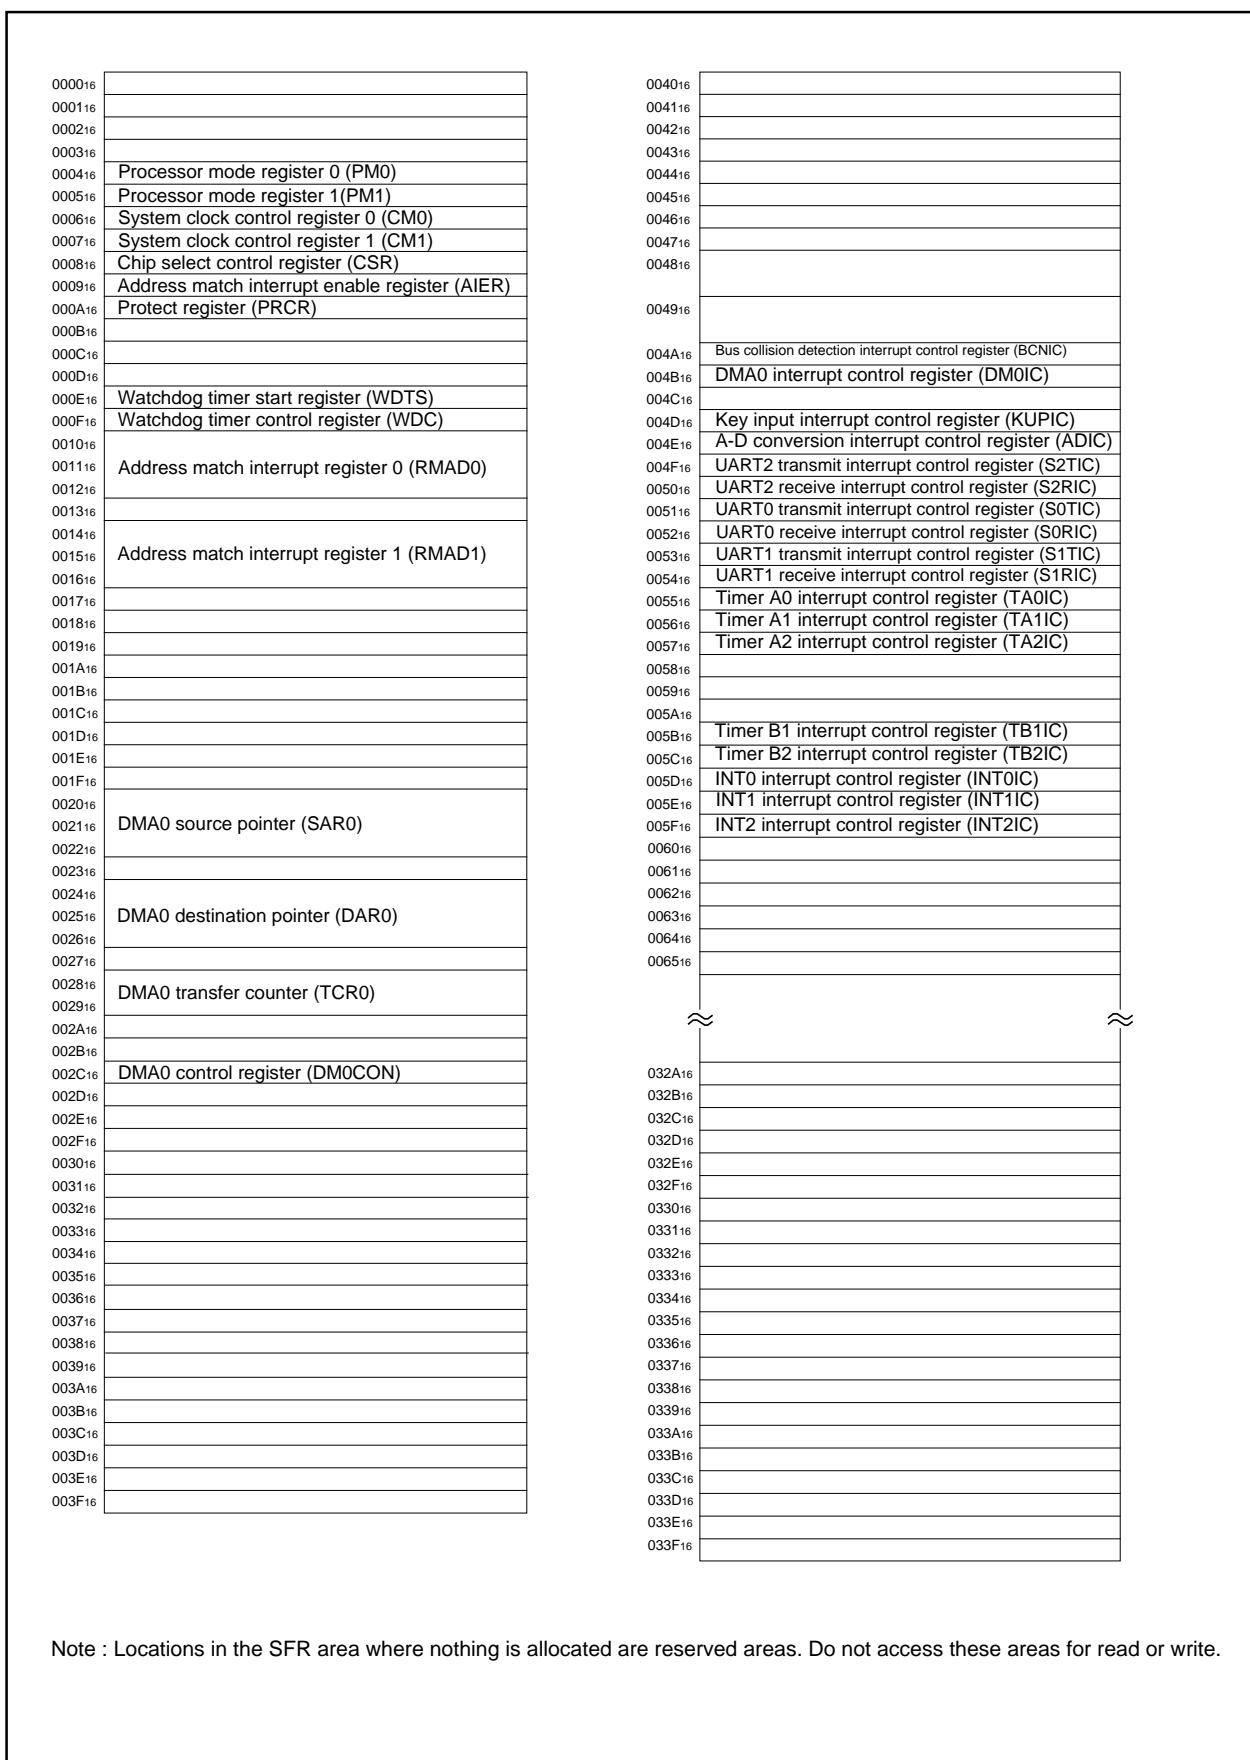 000016
000116
000216
000316
000416 Processor mode register 0 (PM0)
000516 Processor mode register 1(PM1)
000616 System clock control register 0 (CM0)
000716 System clock control register 1 (CM1)
000816 Chip select control register (CSR)
000916 Address match interrupt enable register (AIER)
000A16 Protect register (PRCR)
000B16
000C16
000D16
000E16 Watchdog timer start register (WDTS)
000F16 Watchdog timer control register (WDC)
001016
001116 Address match interrupt register 0 (RMAD0)
001216
001316
001416
001516 Address match interrupt register 1 (RMAD1)
001616
001716
001816
001916
001A16
001B16
001C16
001D16
001E16
001F16
002016
002116 DMA0 source pointer (SAR0)
002216
002316
002416
002516 DMA0 destination pointer (DAR0)
002616
002716
002816
DMA0 transfer counter (TCR0)
002916
002A16
002B16
002C16 DMA0 control register (DM0CON)
002D16
002E16
002F16
003016
003116
003216
003316
003416
003516
003616
003716
003816
003916
003A16
003B16
003C16
003D16
003E16
003F16
004016
004116
004216
004316
004416
004516
004616
004716
004816
004916
004A16 Bus collision detection interrupt control register (BCNIC)
004B16 DMA0 interrupt control register (DM0IC)
004C16
004D16 Key input interrupt control register (KUPIC)
004E16 A-D conversion interrupt control register (ADIC)
004F16 UART2 transmit interrupt control register (S2TIC)
005016 UART2 receive interrupt control register (S2RIC)
005116 UART0 transmit interrupt control register (S0TIC)
005216 UART0 receive interrupt control register (S0RIC)
005316 UART1 transmit interrupt control register (S1TIC)
005416 UART1 receive interrupt control register (S1RIC)
005516 Timer A0 interrupt control register (TA0IC)
005616 Timer A1 interrupt control register (TA1IC)
005716 Timer A2 interrupt control register (TA2IC)
005816
005916
005A16
005B16 Timer B1 interrupt control register (TB1IC)
005C16 Timer B2 interrupt control register (TB2IC)
005D16 INT0 interrupt control register (INT0IC)
005E16 INT1 interrupt control register (INT1IC)
005F16 INT2 interrupt control register (INT2IC)
006016
006116
006216
006316
006416
006516
032A16
032B16
032C16
032D16
032E16
032F16
033016
033116
033216
033316
033416
033516
033616
033716
033816
033916
033A16
033B16
033C16
033D16
033E16
033F16
Note : Locations in the SFR area where nothing is allocated are reserved areas. Do not access these areas for read or write.